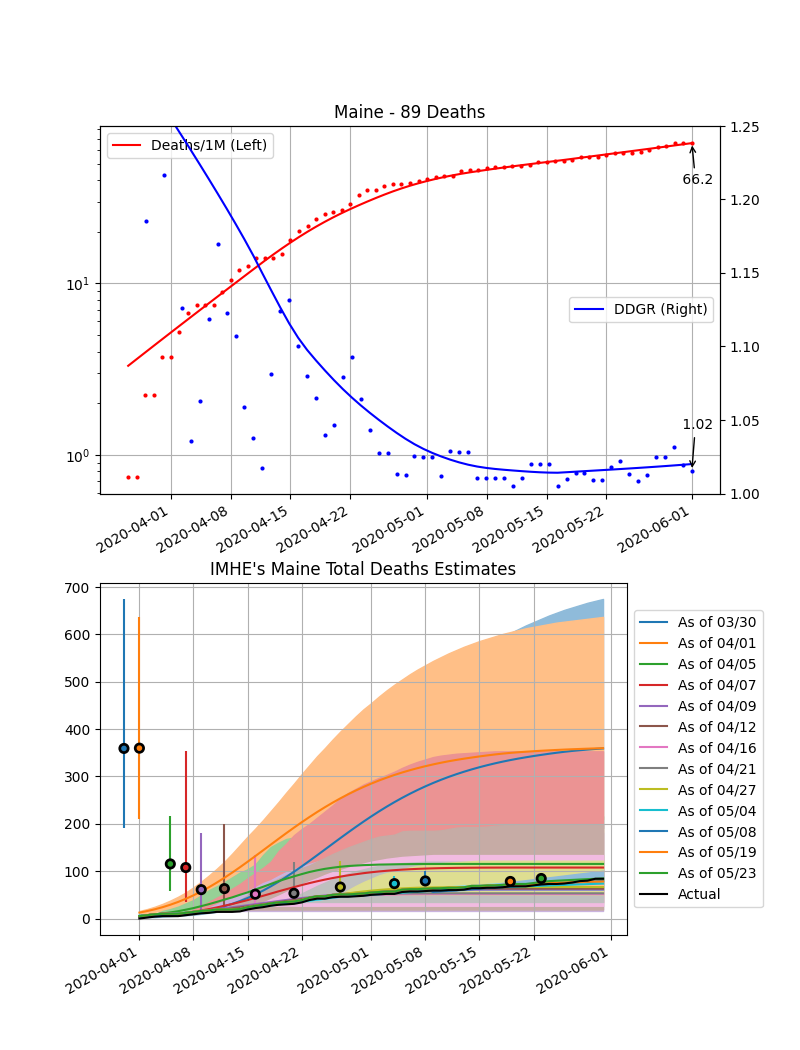 Maine - 89 Deaths
Deaths/1M (Left)
DDGR (Right)
66.2
1.02
10¹
10⁰
1.25
1.20
1.15
1.10
1.05
1.00
2020-04-01
2020-04-08
2020-04-15
2020-04-22
2020-05-01
2020-05-08
2020-05-15
2020-05-22
2020-06-01
IMHE's Maine Total Deaths Estimates
700
600
500
400
300
200
100
0
2020-04-01
2020-04-08
2020-04-15
2020-04-22
2020-05-01
2020-05-08
2020-05-15
2020-05-22
2020-06-01
As of 03/30
As of 04/01
As of 04/05
As of 04/07
As of 04/09
As of 04/12
As of 04/16
As of 04/21
As of 04/27
As of 05/04
As of 05/08
As of 05/19
As of 05/23
Actual